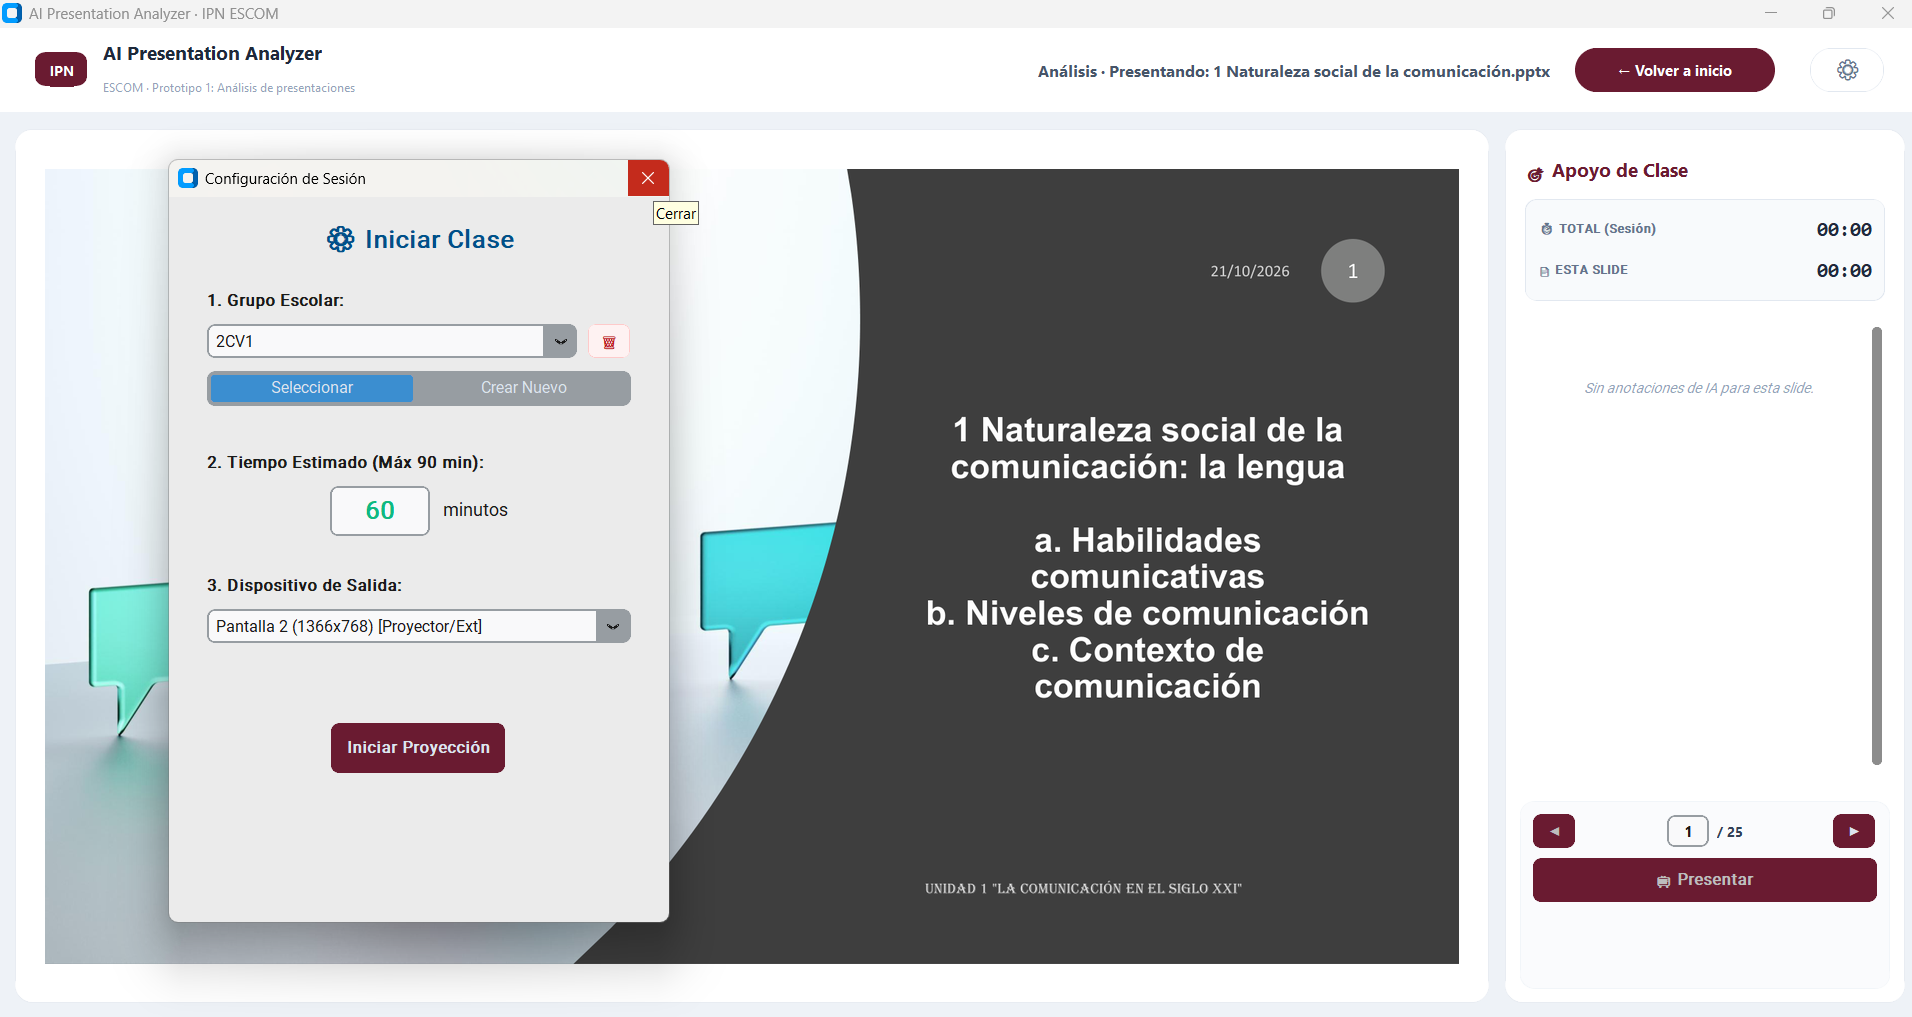 AI Presentation Analyzer · IPN ESCOM
IPN
AI Presentation Analyzer
ESCOM · Prototipo 1: Análisis de presentaciones
Análisis · Presentando: 1 Naturaleza social de la comunicación.pptx
← Volver a inicio
Configuración de Sesión
Cerrar
Iniciar Clase
1. Grupo Escolar:
2CV1
Seleccionar
Crear Nuevo
2. Tiempo Estimado (Máx 90 min):
60
minutos
3. Dispositivo de Salida:
Pantalla 2 (1366x768) [Proyector/Ext]
Iniciar Proyección
21/10/2026
1
1 Naturaleza social de la
comunicación: la lengua
a. Habilidades
comunicativas
b. Niveles de comunicación
c. Contexto de
comunicación
UNIDAD 1 "LA COMUNICACIÓN EN EL SIGLO XXI"
Apoyo de Clase
TOTAL (Sesión)
00:00
ESTA SLIDE
00:00
Sin anotaciones de IA para esta slide.
◄
1
/ 25
►
Presentar